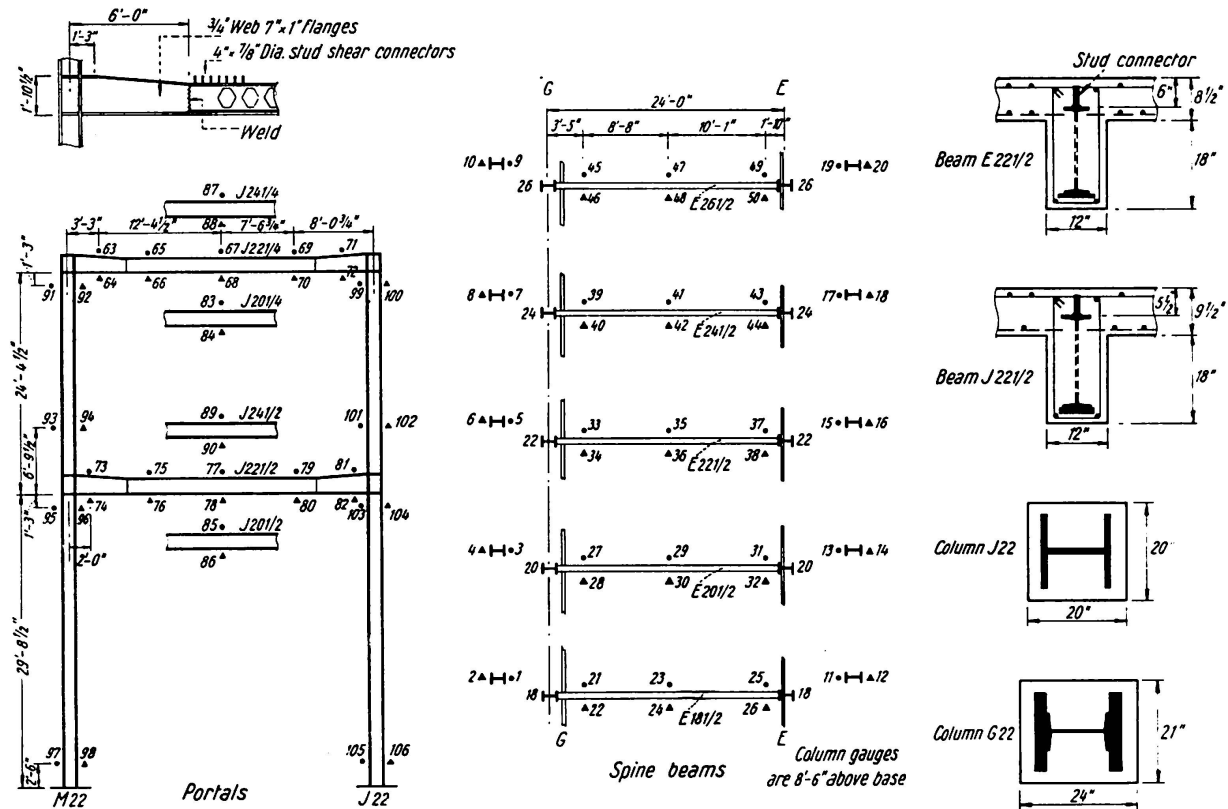 6'-0"
3/4" Web 7"x1" flanges
1'-3"
4"x 7/8" Dia. stud shear connectors
1'-10 1/2"
Weld
87 J241/4
88
3'-3" 12'-4 1/2" 7'-6 3/4" 8'-0 3/4"
63 65 67 J221/4 69 71
1'-3"
64 66 68 70 72
91 92 99 100
83 J201/4
84
24'-4 1/2"
89 J241/2
93 94 101 102
90
6'-9 1/2"
73 75 77 J221/2 79 81
74 76 78 80 82
1'-3"
95 96 103 104
85 J201/2
86
2'-0"
29'-8 1/2"
97 98 105 106
2'-6"
M22 Portals J22
G E
24'-0"
3'-5" 8'-8" 10'-1" 1'-10"
10 9 45 47 49 19 20
26 26
46 48 50
E261/2
8 7 39 41 43 17 18
24 24
40 42 44
E241/2
6 5 33 35 37 15 16
22 22
34 36 38
E221/2
4 3 27 29 31 13 14
20 20
28 30 32
E201/2
2 1 21 23 25 11 12
18 18
22 24 26
E181/2
G E
Spine beams
Column gauges
are 8'-6" above base
Stud connector
6" 8 1/2"
Beam E221/2
18"
12"
5 1/2" 9 1/2"
Beam J221/2
18"
12"
Column J22
20"
20"
Column G22
21"
24"